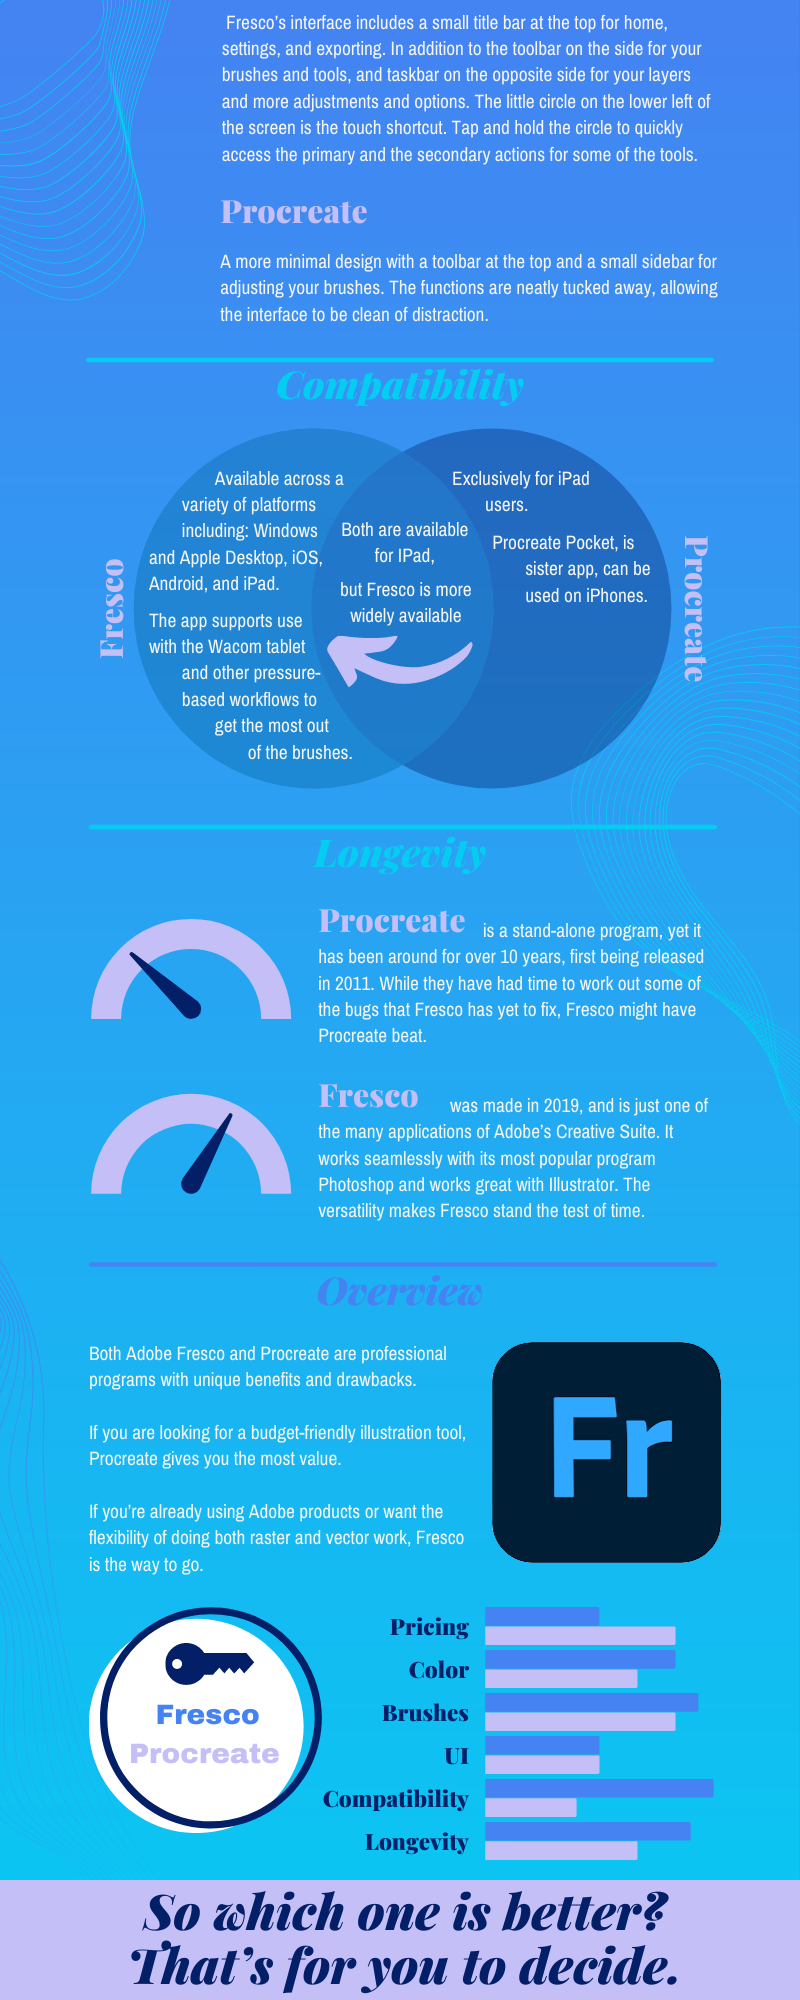 Fresco’s interface includes a small title bar at the top for home,
settings, and exporting. In addition to the toolbar on the side for your
brushes and tools, and taskbar on the opposite side for your layers
and more adjustments and options. The little circle on the lower left of
the screen is the touch shortcut. Tap and hold the circle to quickly
access the primary and the secondary actions for some of the tools.
Procreate
A more minimal design with a toolbar at the top and a small sidebar for
adjusting your brushes. The functions are neatly tucked away, allowing
the interface to be clean of distraction.
Compatibility
Fresco
Available across a
variety of platforms
including: Windows
and Apple Desktop, iOS,
Android, and iPad.
The app supports use
with the Wacom tablet
and other pressure-
based workflows to
get the most out
of the brushes.
Both are available
for IPad,
but Fresco is more
widely available
Exclusively for iPad
users.
Procreate Pocket, is
sister app, can be
used on iPhones.
Procreate
Longevity
Procreate is a stand-alone program, yet it
has been around for over 10 years, first being released
in 2011. While they have had time to work out some of
the bugs that Fresco has yet to fix, Fresco might have
Procreate beat.
Fresco was made in 2019, and is just one of
the many applications of Adobe’s Creative Suite. It
works seamlessly with its most popular program
Photoshop and works great with Illustrator. The
versatility makes Fresco stand the test of time.
Overview
Both Adobe Fresco and Procreate are professional
programs with unique benefits and drawbacks.
If you are looking for a budget-friendly illustration tool,
Procreate gives you the most value.
If you’re already using Adobe products or want the
flexibility of doing both raster and vector work, Fresco
is the way to go.
Fr
Fresco
Procreate
Pricing
Color
Brushes
UI
Compatibility
Longevity
So which one is better?
That’s for you to decide.